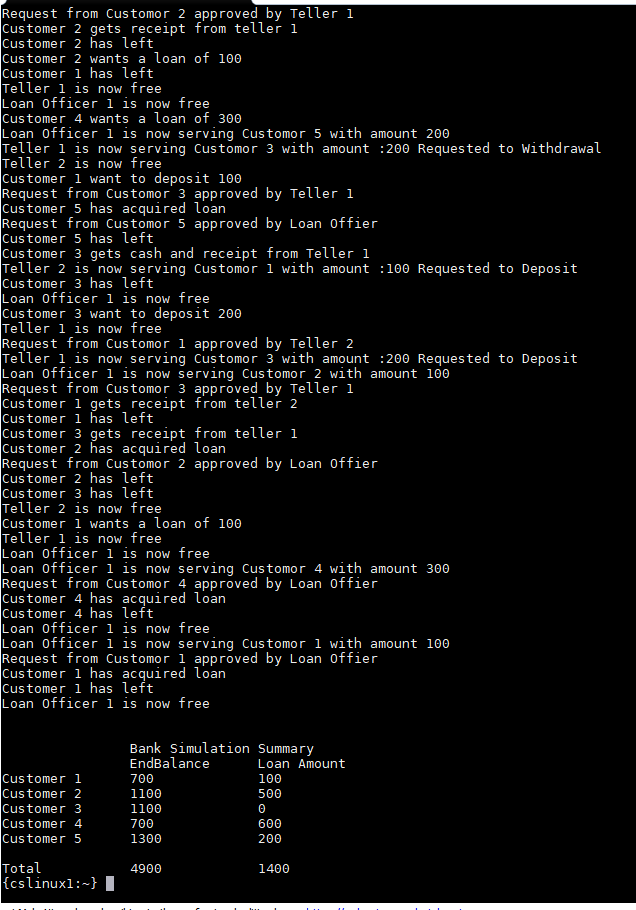 Request from Customor 2 approved by Teller 1
Customer 2 gets receipt from teller 1
Customer 2 has left
Customer 2 wants a loan of 100
Customer 1 has left
Teller 1 is now free
Loan Officer 1 is now free
Customer 4 wants a loan of 300
Loan Officer 1 is now serving Customor 5 with amount 200
Teller 1 is now serving Customor 3 with amount :200 Requested to Withdrawal
Teller 2 is now free
Customer 1 want to deposit 100
Request from Customor 3 approved by Teller 1
Customer 5 has acquired loan
Request from Customor 5 approved by Loan Offier
Customer 5 has left
Customer 3 gets cash and receipt from Teller 1
Teller 2 is now serving Customor 1 with amount :100 Requested to Deposit
Customer 3 has left
Loan Officer 1 is now free
Customer 3 want to deposit 200
Teller 1 is now free
Request from Customor 1 approved by Teller 2
Teller 1 is now serving Customor 3 with amount :200 Requested to Deposit
Loan Officer 1 is now serving Customor 2 with amount 100
Request from Customor 3 approved by Teller 1
Customer 1 gets receipt from teller 2
Customer 1 has left
Customer 3 gets receipt from teller 1
Customer 2 has acquired loan
Request from Customor 2 approved by Loan Offier
Customer 2 has left
Customer 3 has left
Teller 2 is now free
Customer 1 wants a loan of 100
Teller 1 is now free
Loan Officer 1 is now free
Loan Officer 1 is now serving Customor 4 with amount 300
Request from Customor 4 approved by Loan Offier
Customer 4 has acquired loan
Customer 4 has left
Loan Officer 1 is now free
Loan Officer 1 is now serving Customor 1 with amount 100
Request from Customor 1 approved by Loan Offier
Customer 1 has acquired loan
Customer 1 has left
Loan Officer 1 is now free
Bank Simulation Summary
EndBalance Loan Amount
Customer 1 700 100
Customer 2 1100 500
Customer 3 1100 0
Customer 4 700 600
Customer 5 1300 200
Total 4900 1400
{cslinux1:~}